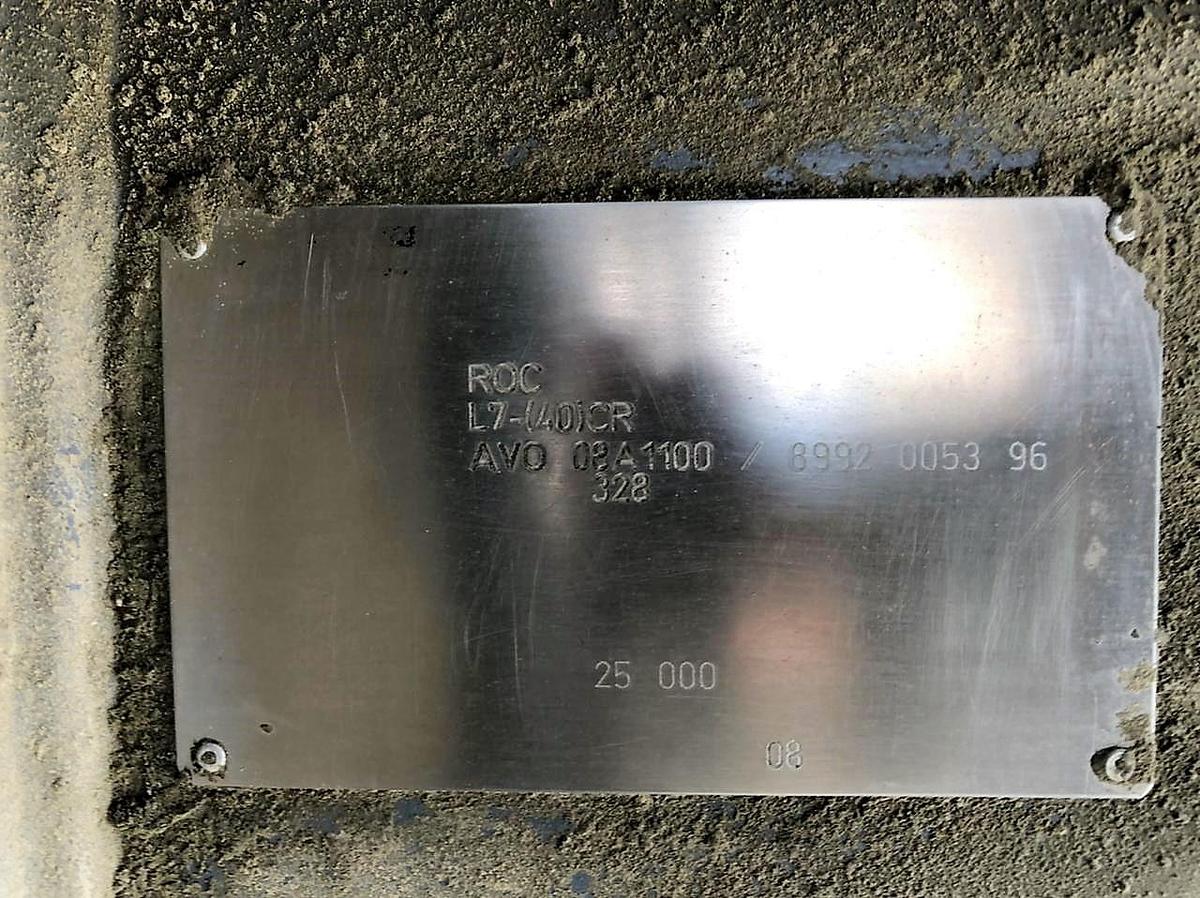 ROC
L7-(40)CR
AVO 08A1100 / 8992 0053 96
328
25 000
08